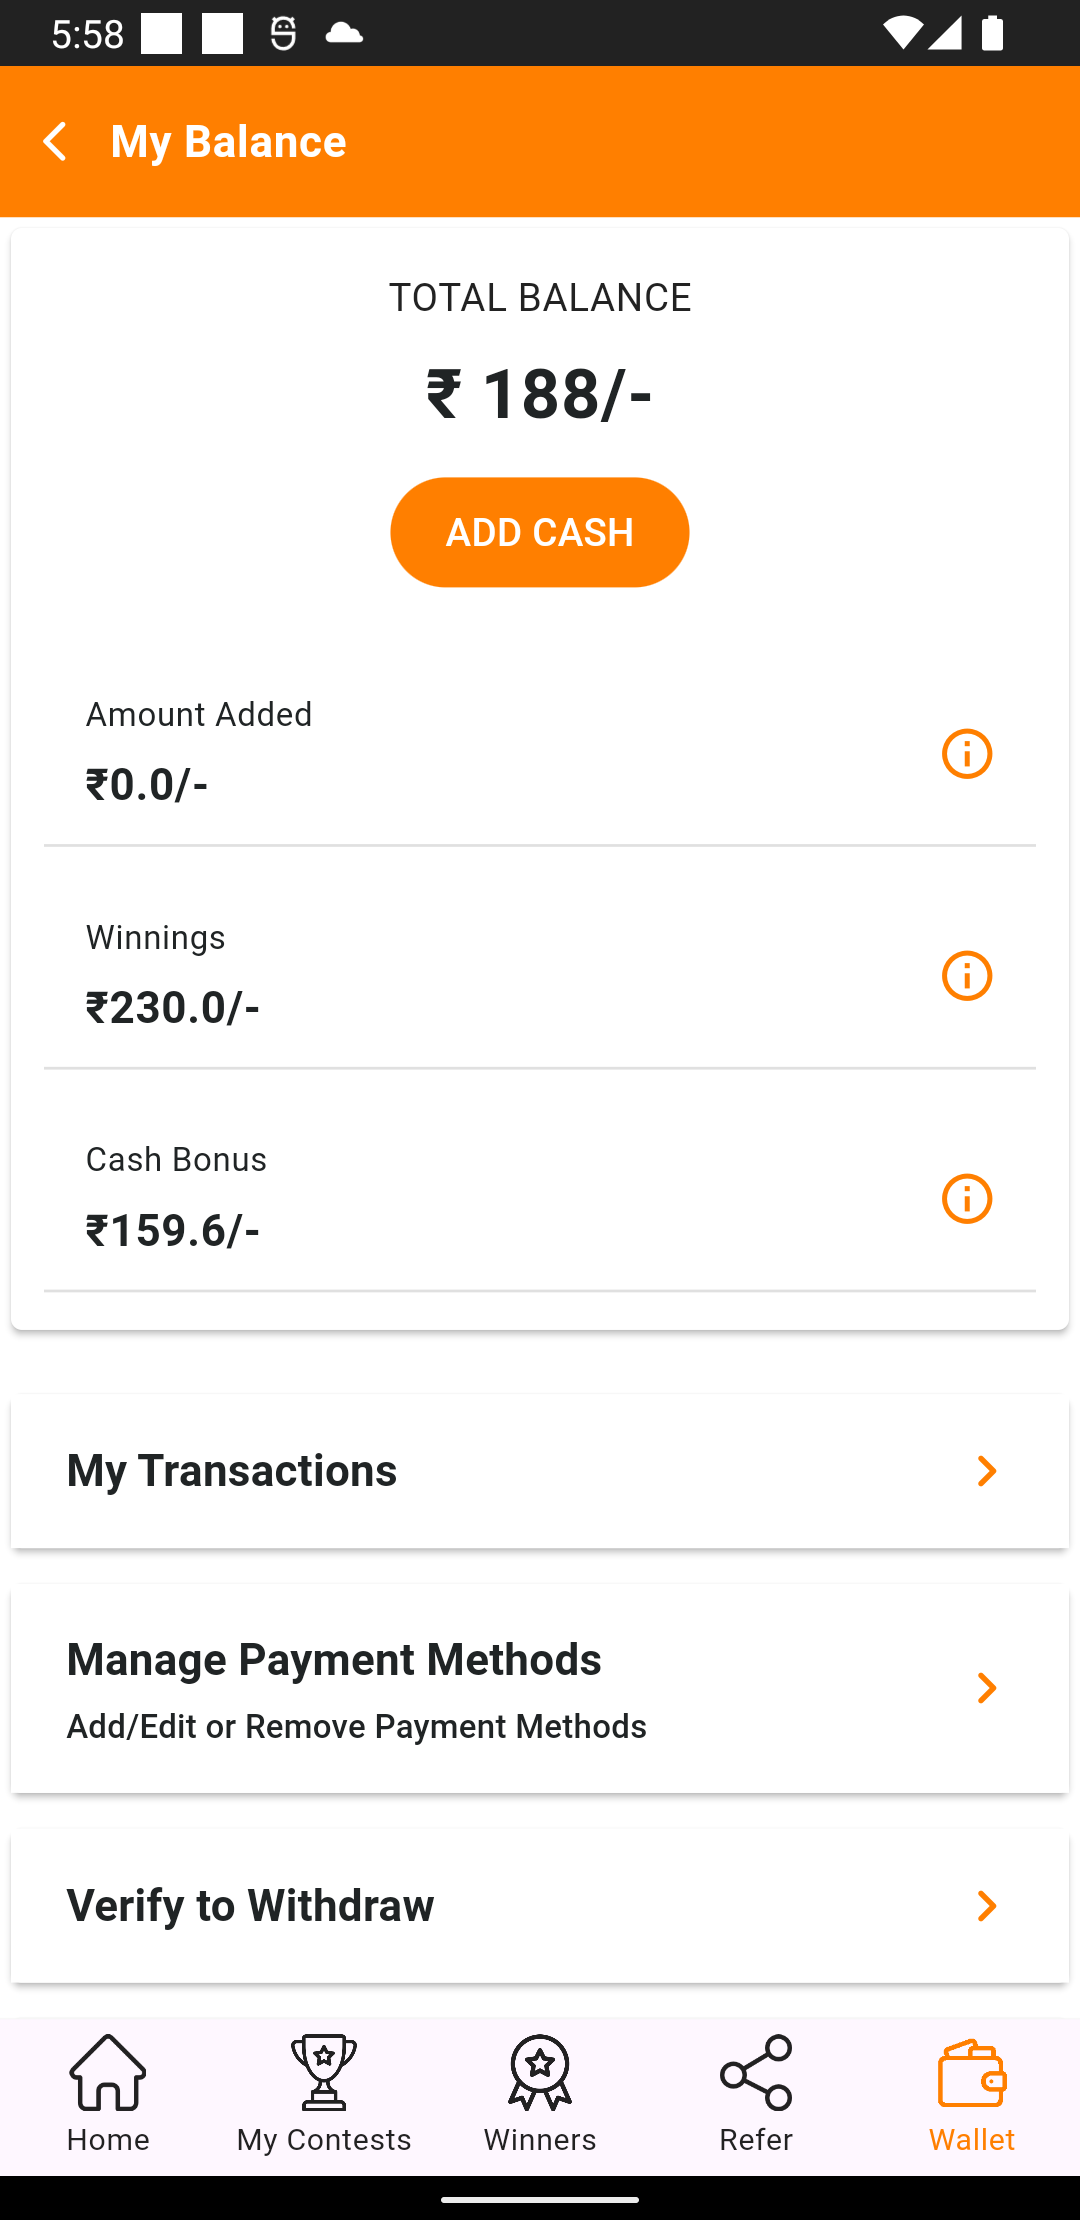 5:58
My Balance
TOTAL BALANCE
₹ 188/-
ADD CASH
Amount Added
₹0.0/-
Winnings
₹230.0/-
Cash Bonus
₹159.6/-
My Transactions
Manage Payment Methods
Add/Edit or Remove Payment Methods
Verify to Withdraw
Home My Contests Winners Refer Wallet